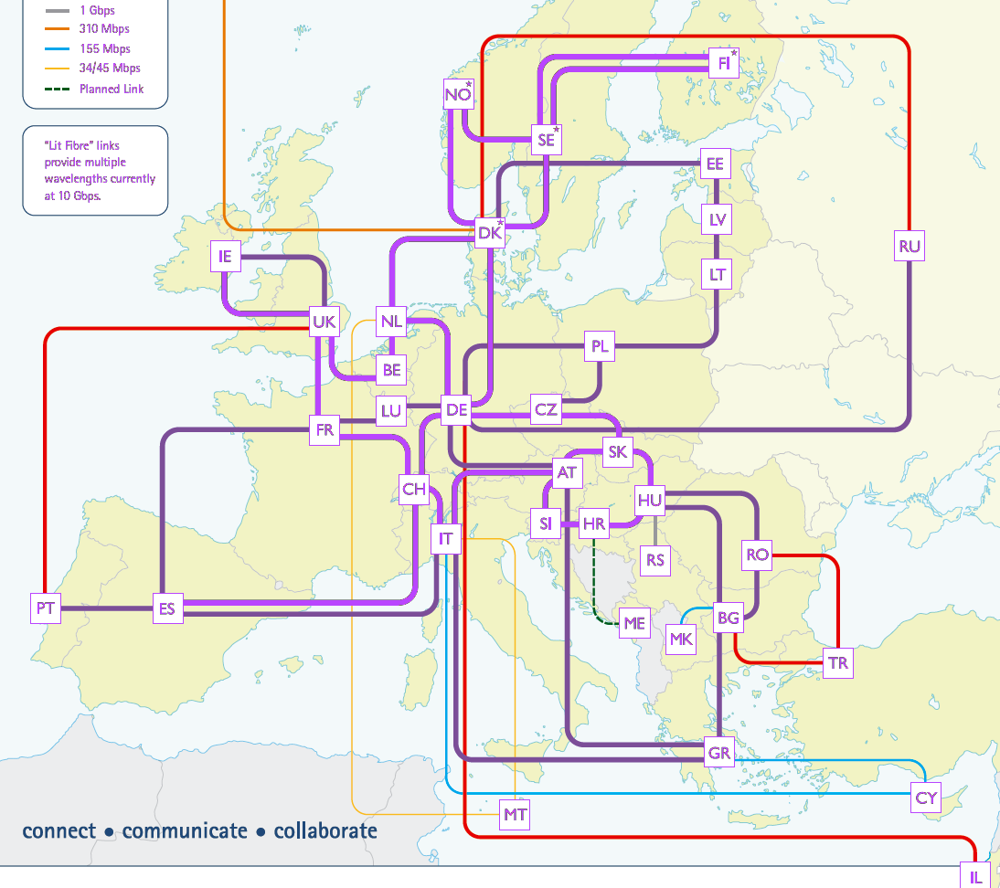 1 Gbps
310 Mbps
155 Mbps
34/45 Mbps
Planned Link
"Lit Fibre" links
provide multiple
wavelengths currently
at 10 Gbps.
FI*
NO*
SE*
EE
LV
DK*
RU
IE
LT
UK
NL
PL
BE
LU
DE
CZ
FR
SK
AT
CH
HU
SI
HR
IT
RS
RO
PT
ES
BG
ME
MK
TR
GR
CY
MT
connect • communicate • collaborate
IL